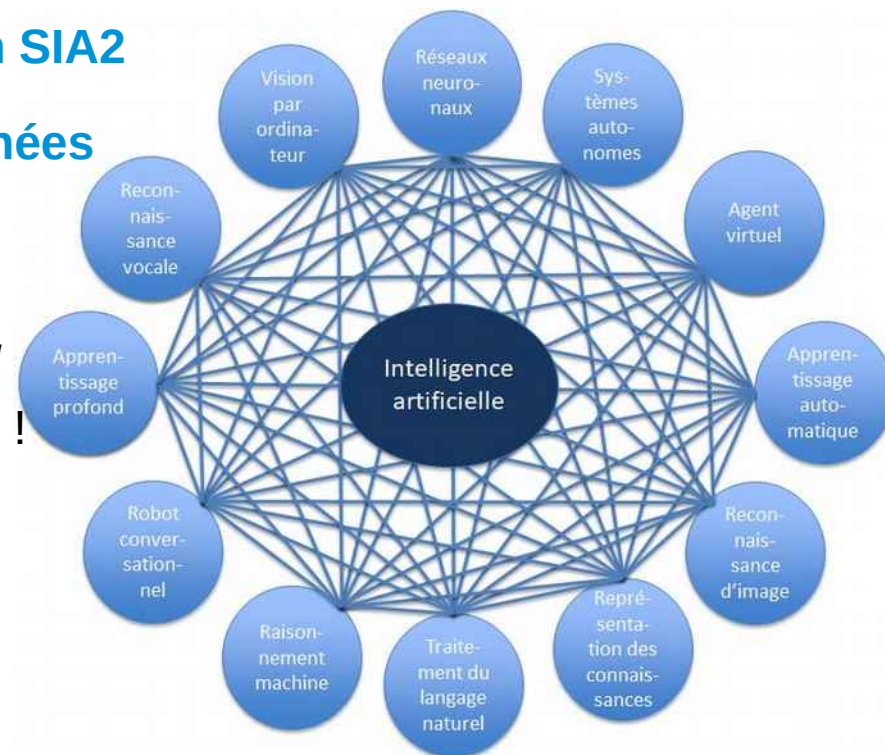 SIA2
nées
!
Réseaux
neuro-
naux
Sys-
tèmes
auto-
nomes
Agent
virtuel
Appren-
tissage
auto-
matique
Recon-
nais-
sance
d'image
Repré-
senta-
tion des
connais-
sances
Traite-
ment du
langage
naturel
Raison-
nement
machine
Robot
conver-
sation-
nel
Appren-
tissage
profond
Recon-
nais-
sance
vocale
Vision
par
ordina-
teur
Intelligence
artificielle